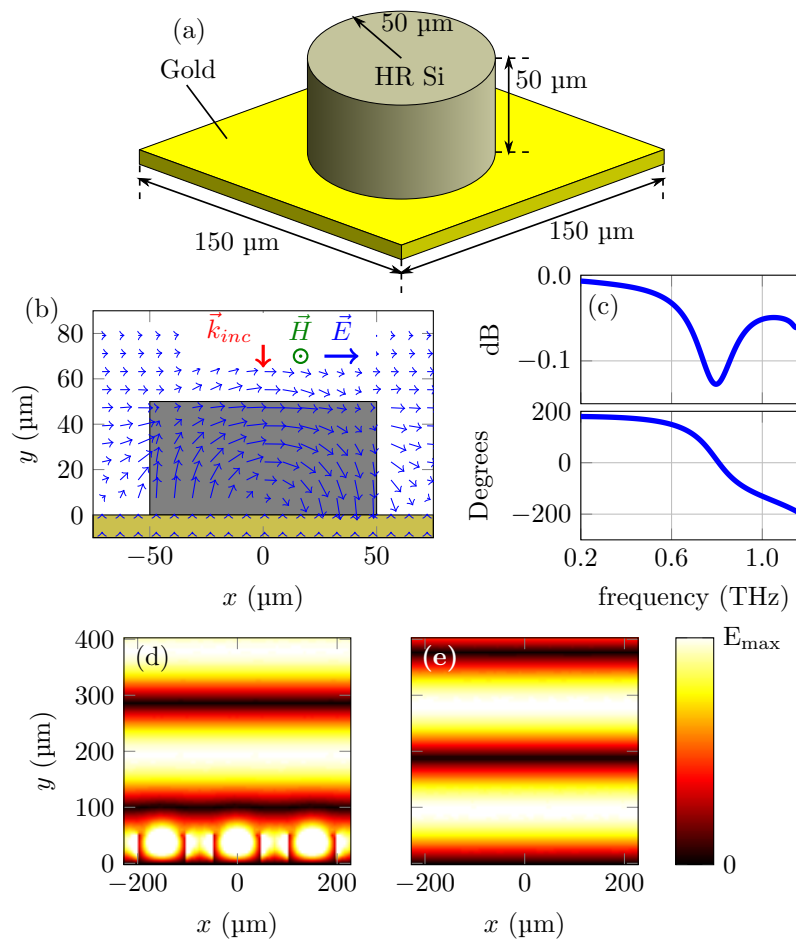 (a)
50 µm
Gold
HR Si
50 µm
150 µm
150 µm
(b)
80
60
40
20
0
y (µm)
−50
0
50
x (µm)
k⃗inc
H⃗
E⃗
(c)
0.0
−0.1
dB
200
0
−200
Degrees
0.2
0.6
1.0
frequency (THz)
(d)
400
300
200
100
0
y (µm)
−200
0
200
x (µm)
(e)
−200
0
200
x (µm)
Emax
0